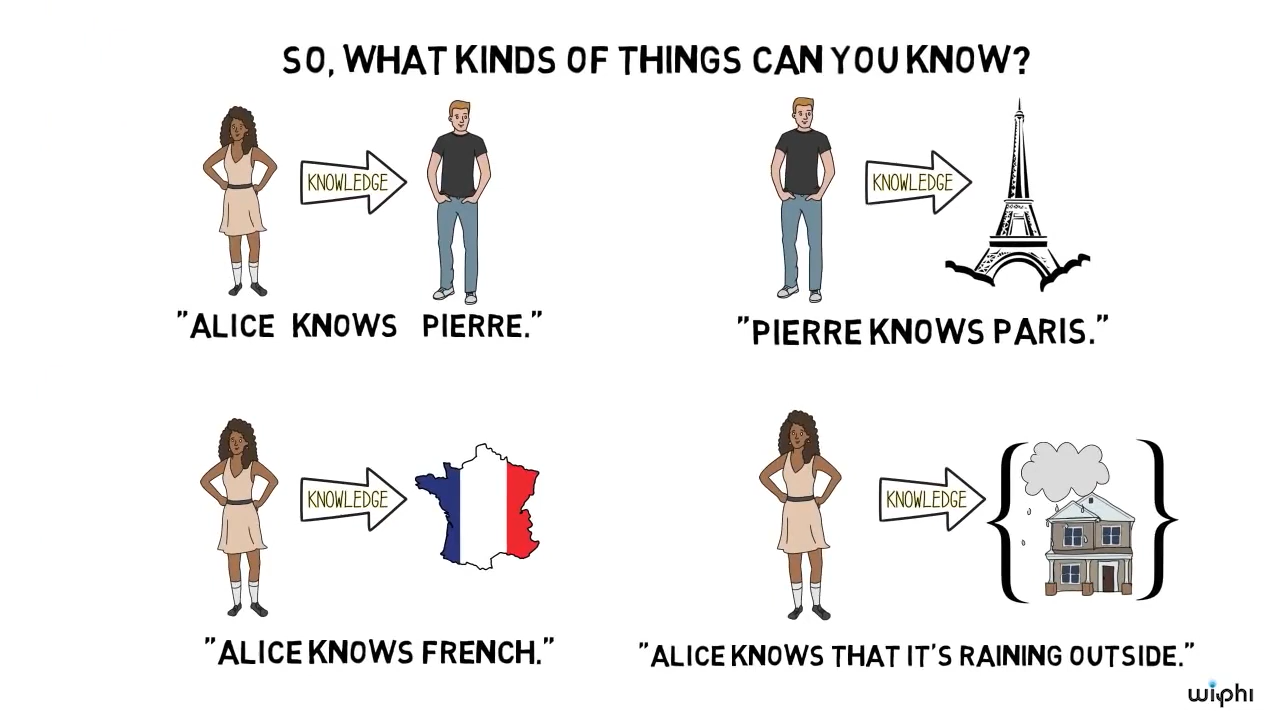 SO, WHAT KINDS OF THINGS CAN YOU KNOW?
KNOWLEDGE
KNOWLEDGE
"ALICE KNOWS PIERRE."
"PIERRE KNOWS PARIS."
KNOWLEDGE
KNOWLEDGE
"ALICE KNOWS FRENCH."
"ALICE KNOWS THAT IT'S RAINING OUTSIDE."
wiphi